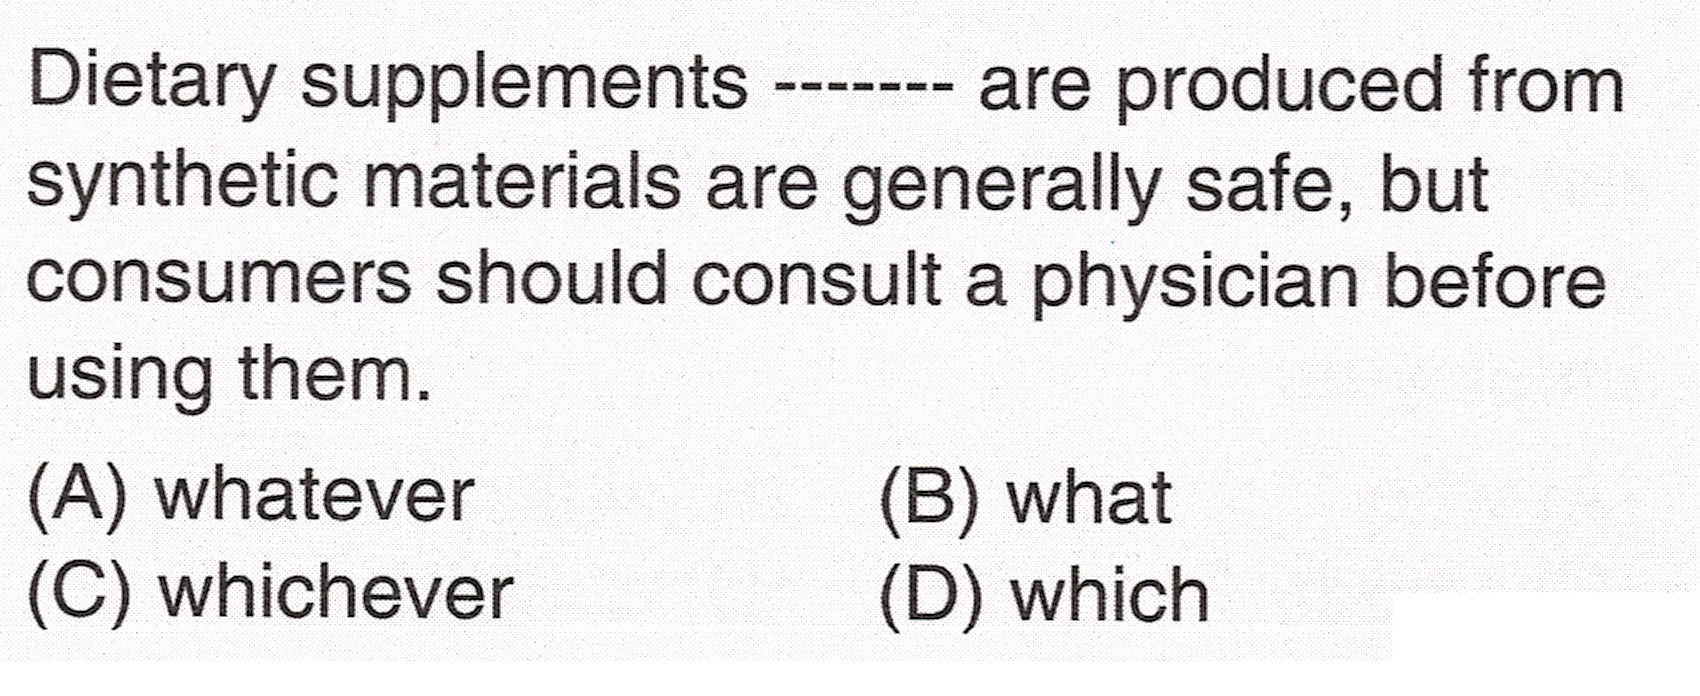 Dietary supplements ------- are produced from
synthetic materials are generally safe, but
consumers should consult a physician before
using them.
(A) whatever (B) what
(C) whichever (D) which